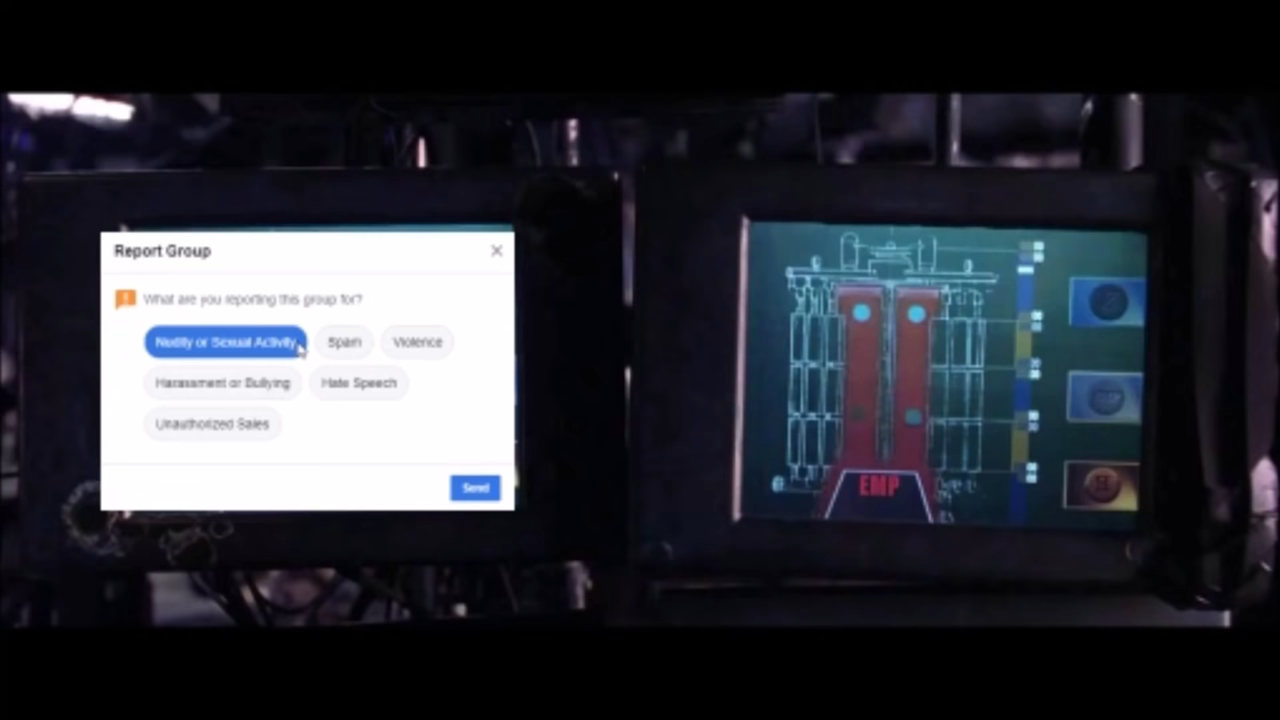 Report Group
What are you reporting this group for?
Nudity or Sexual Activity Spam Violence
Harassment or Bullying Hate Speech
Unauthorized Sales
Send
EMP